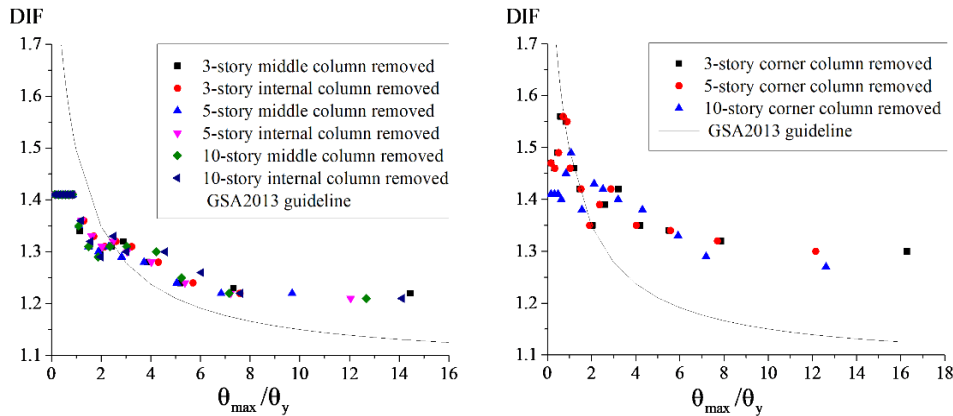 DIF
1.7
1.6
1.5
1.4
1.3
1.2
1.1
0 2 4 6 8 10 12 14 16
θmax/θy
3-story middle column removed
3-story internal column removed
5-story middle column removed
5-story internal column removed
10-story middle column removed
10-story internal column removed
GSA2013 guideline
DIF
1.7
1.6
1.5
1.4
1.3
1.2
1.1
0 2 4 6 8 10 12 14 16 18
θmax/θy
3-story corner column removed
5-story corner column removed
10-story corner column removed
GSA2013 guideline